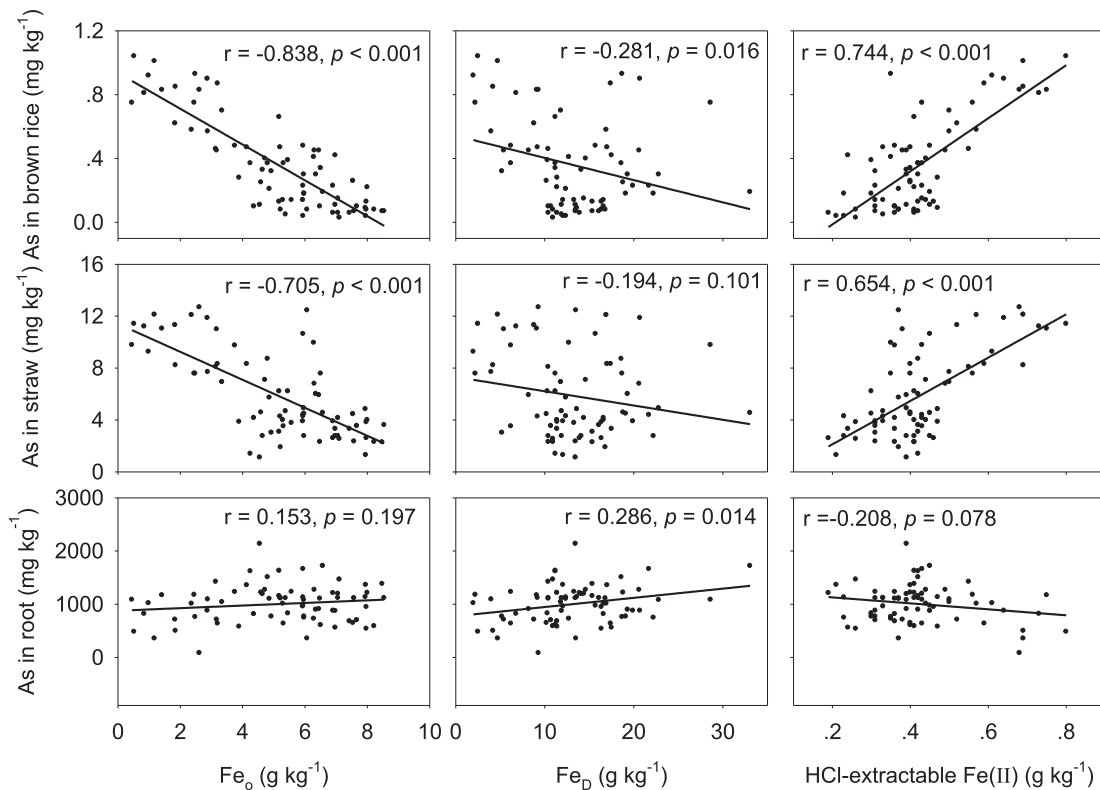 1.2
.8
.4
0.0
As in brown rice (mg kg⁻¹)
r = -0.838, p < 0.001
r = -0.281, p = 0.016
r = 0.744, p < 0.001
16
12
8
4
0
As in straw (mg kg⁻¹)
r = -0.705, p < 0.001
r = -0.194, p = 0.101
r = 0.654, p < 0.001
3000
2000
1000
0
As in root (mg kg⁻¹)
r = 0.153, p = 0.197
r = 0.286, p = 0.014
r =-0.208, p = 0.078
0 2 4 6 8 10
0 10 20 30
.2 .4 .6 .8
Feₒ (g kg⁻¹)
Fe_D (g kg⁻¹)
HCl-extractable Fe(II) (g kg⁻¹)